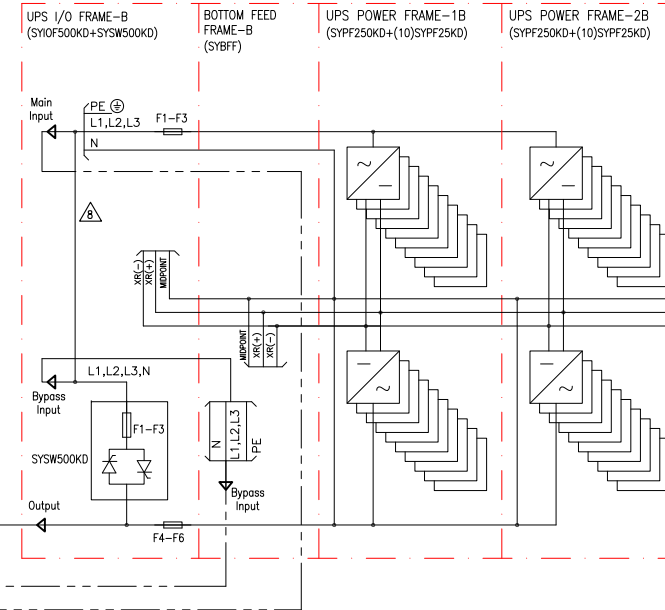 UPS I/O FRAME-B
(SYIOF500KD+SYSW500KD)
BOTTOM FEED
FRAME-B
(SYBFF)
UPS POWER FRAME-1B
(SYPF250KD+(10)SYPF25KD)
UPS POWER FRAME-2B
(SYPF250KD+(10)SYPF25KD)
Main
Input
PE
L1,L2,L3
F1-F3
N
8
XR(-)
XR(+)
MIDPOINT
MIDPOINT
XR(+)
XR(-)
L1,L2,L3,N
Bypass
Input
F1-F3
SYSW500KD
N
L1,L2,L3
PE
Bypass
Input
Output
F4-F6